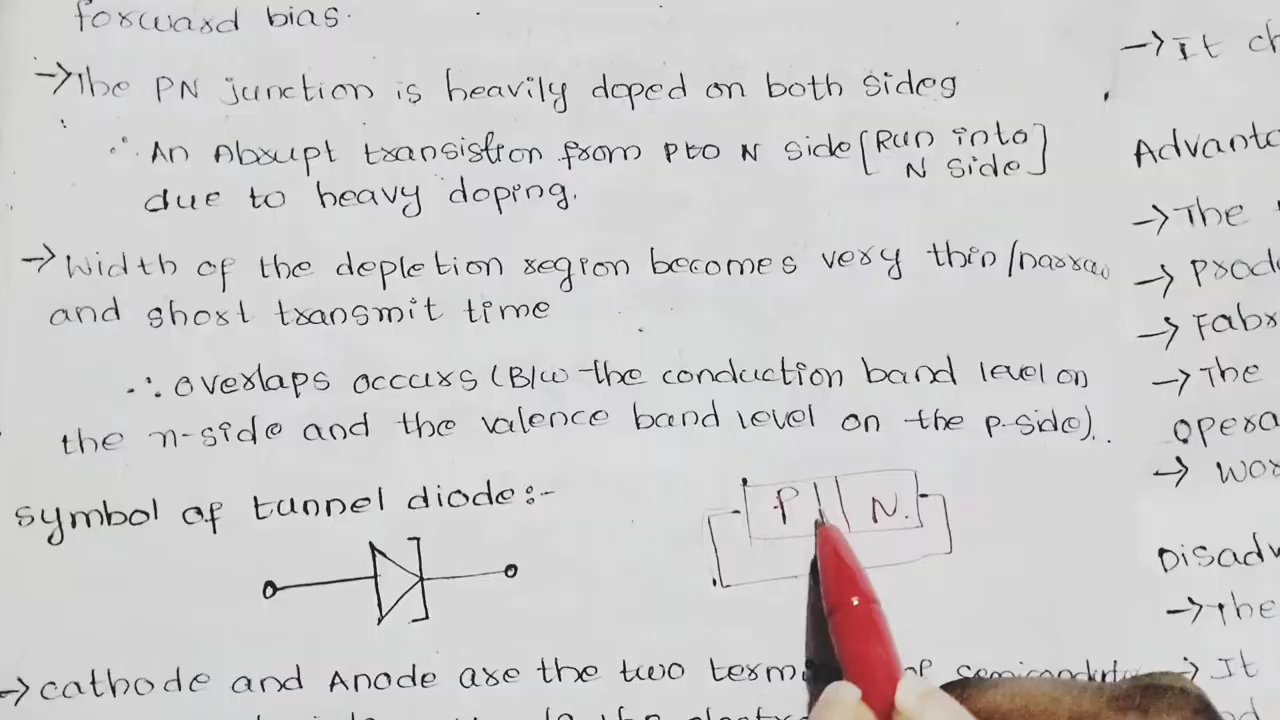 forward bias.
→ The PN junction is heavily doped on both sides
∴ An Abrupt transistion from P to N side [Run into N side]
due to heavy doping.
→ Width of the depletion region becomes very thin/narrow
and short transmit time
∴ overlaps occurs (B/w the conduction band level on
the n-side and the valence band level on the p-side).
symbol of tunnel diode:-
P N
→ cathode and Anode are the two of
→ It
Advant
→ The
→ Prod
→ Fabr
→ The
opera
→ Wor
Disadv
→ The
→ It